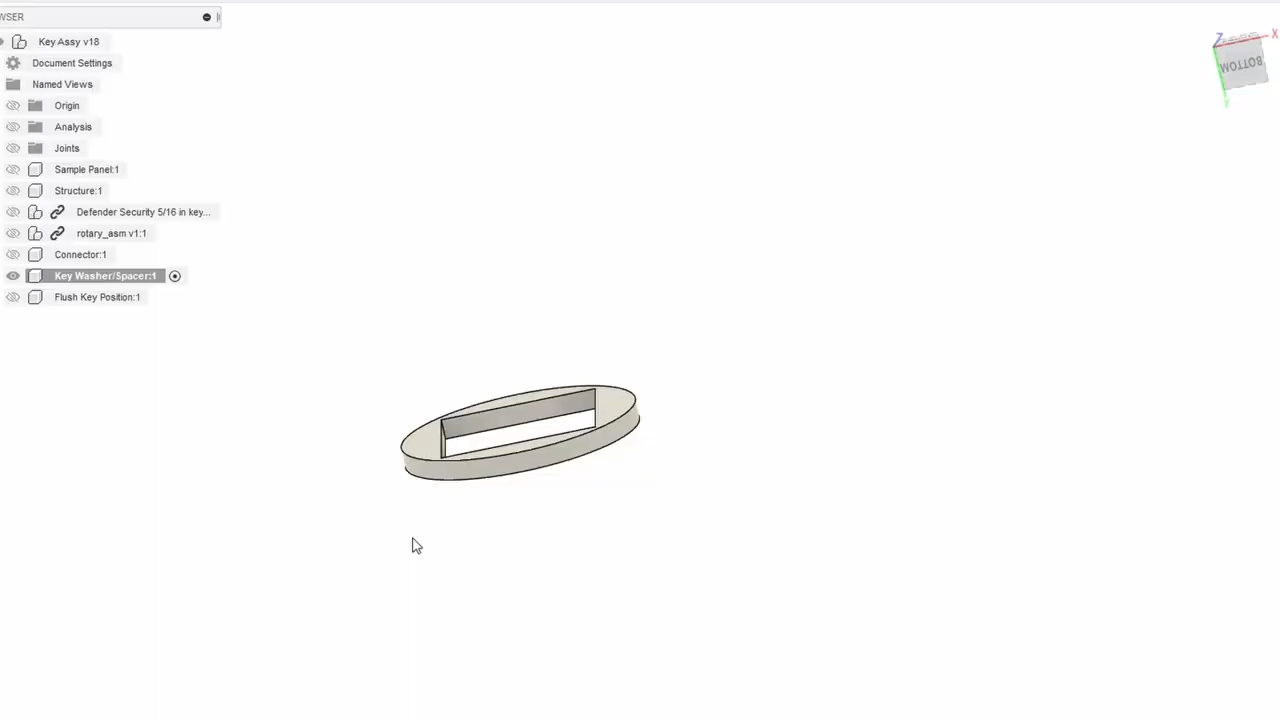 WSER
Key Assy v18
Document Settings
Named Views
Origin
Analysis
Joints
Sample Panel:1
Structure:1
Defender Security 5/16 in key...
rotary_asm v1:1
Connector:1
Key Washer/Spacer:1
Flush Key Position:1
Z
X
BOTTOM
Y